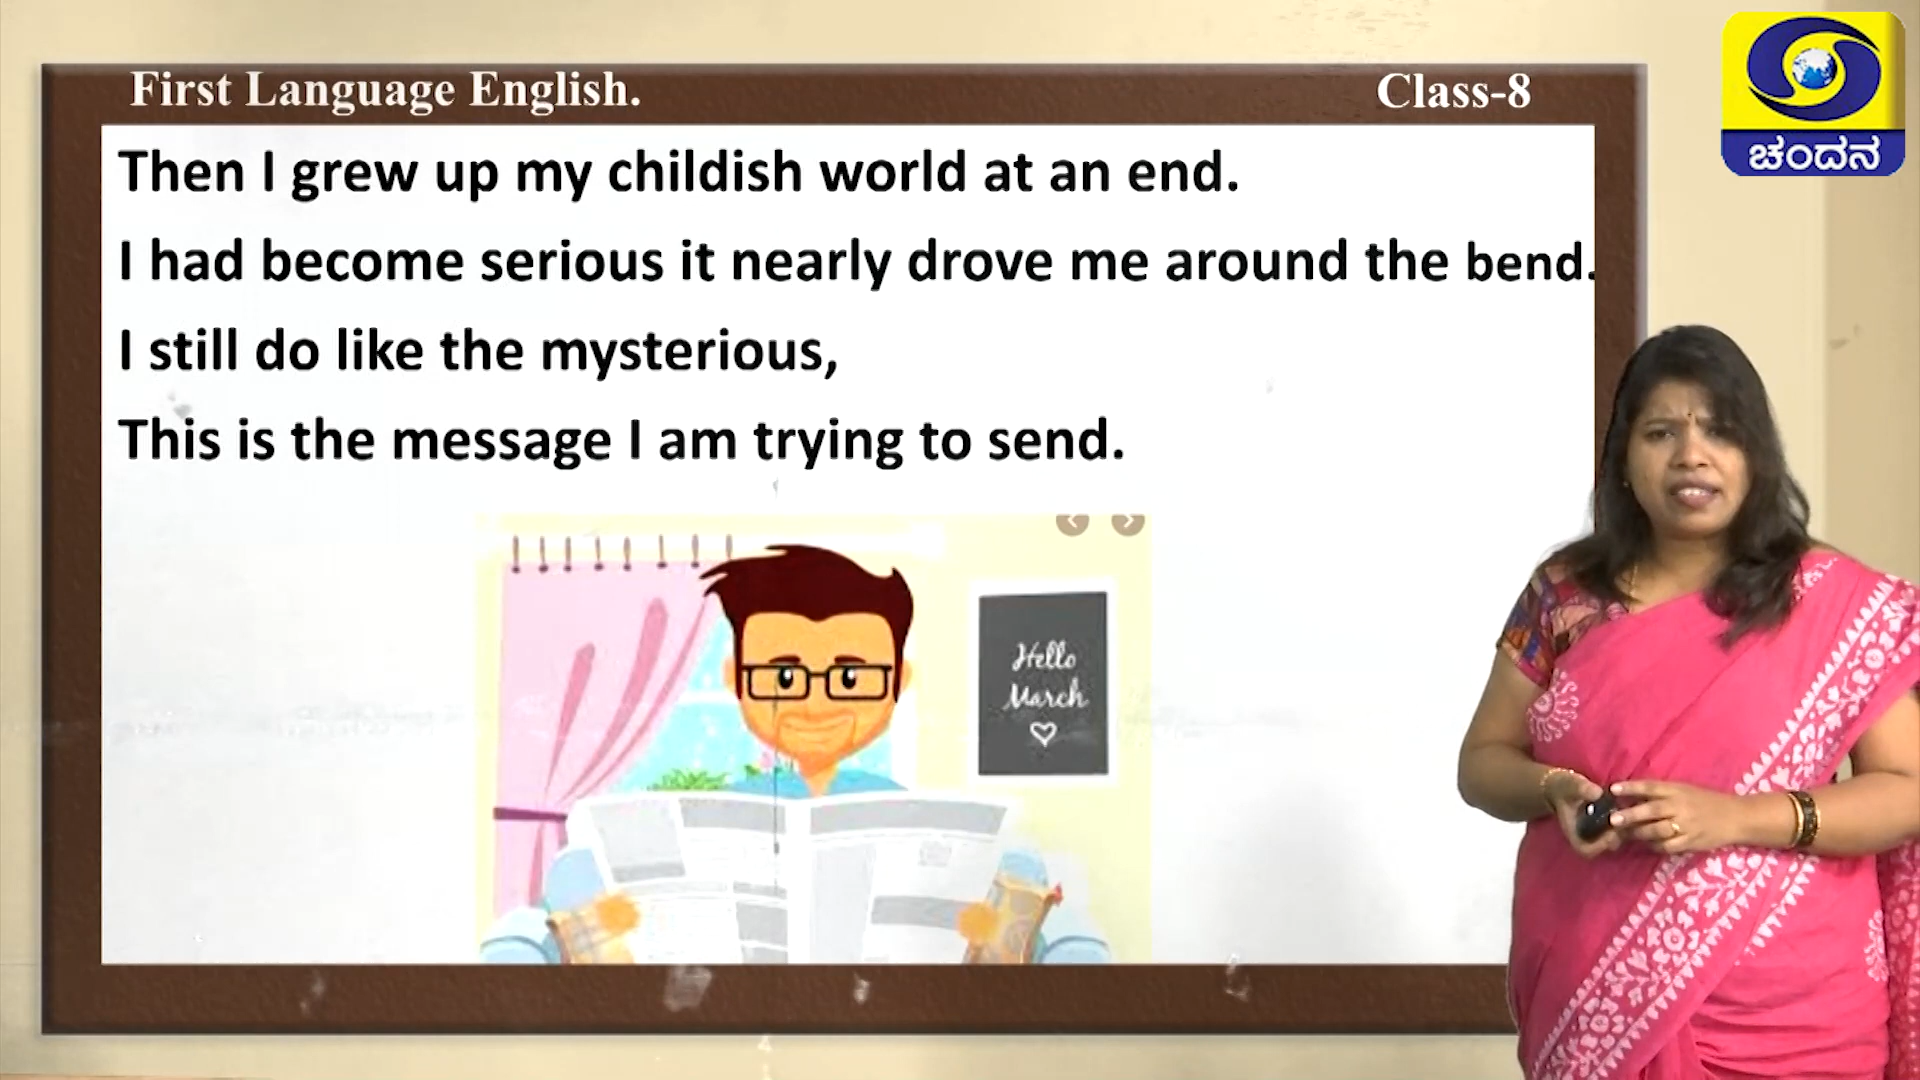 First Language English.
Class-8
ಚಂದನ
Then I grew up my childish world at an end.
I had become serious it nearly drove me around the bend.
I still do like the mysterious,
This is the message I am trying to send.
Hello
March